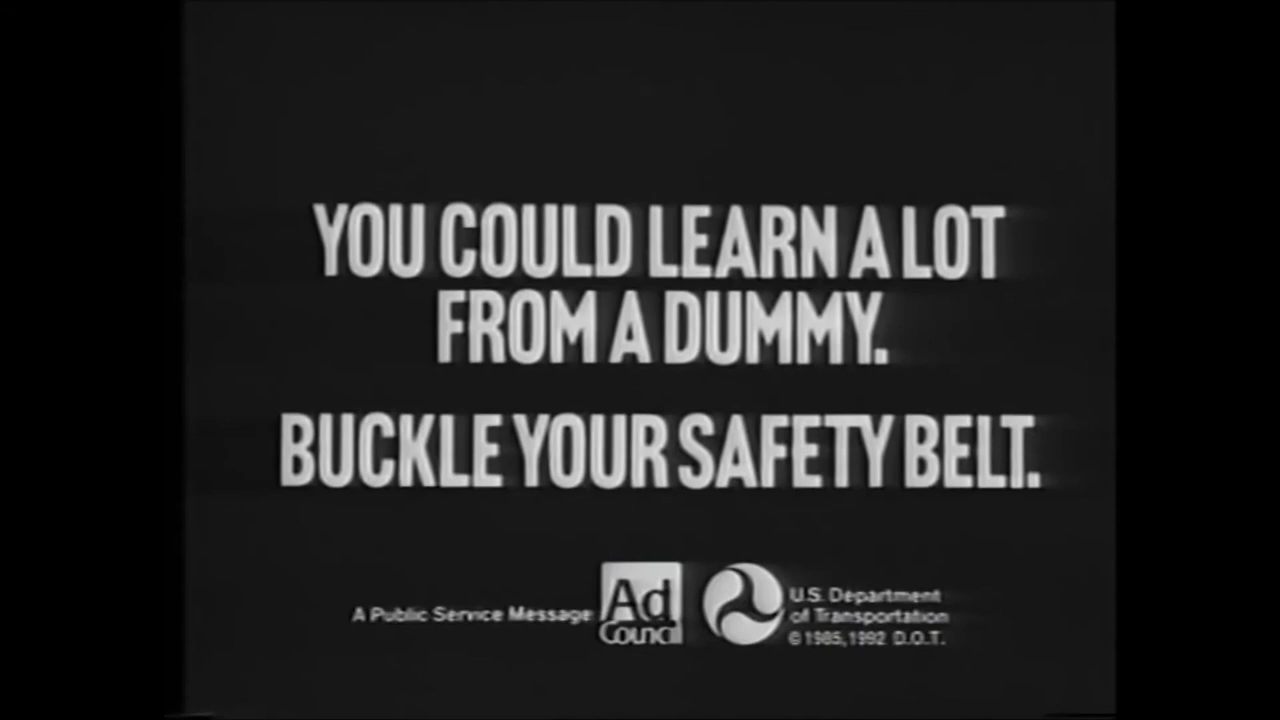 YOU COULD LEARN A LOT
FROM A DUMMY.
BUCKLE YOUR SAFETY BELT.
A Public Service Message
Ad
Council
U.S. Department
of Transportation
© 1985, 1992 D.O.T.